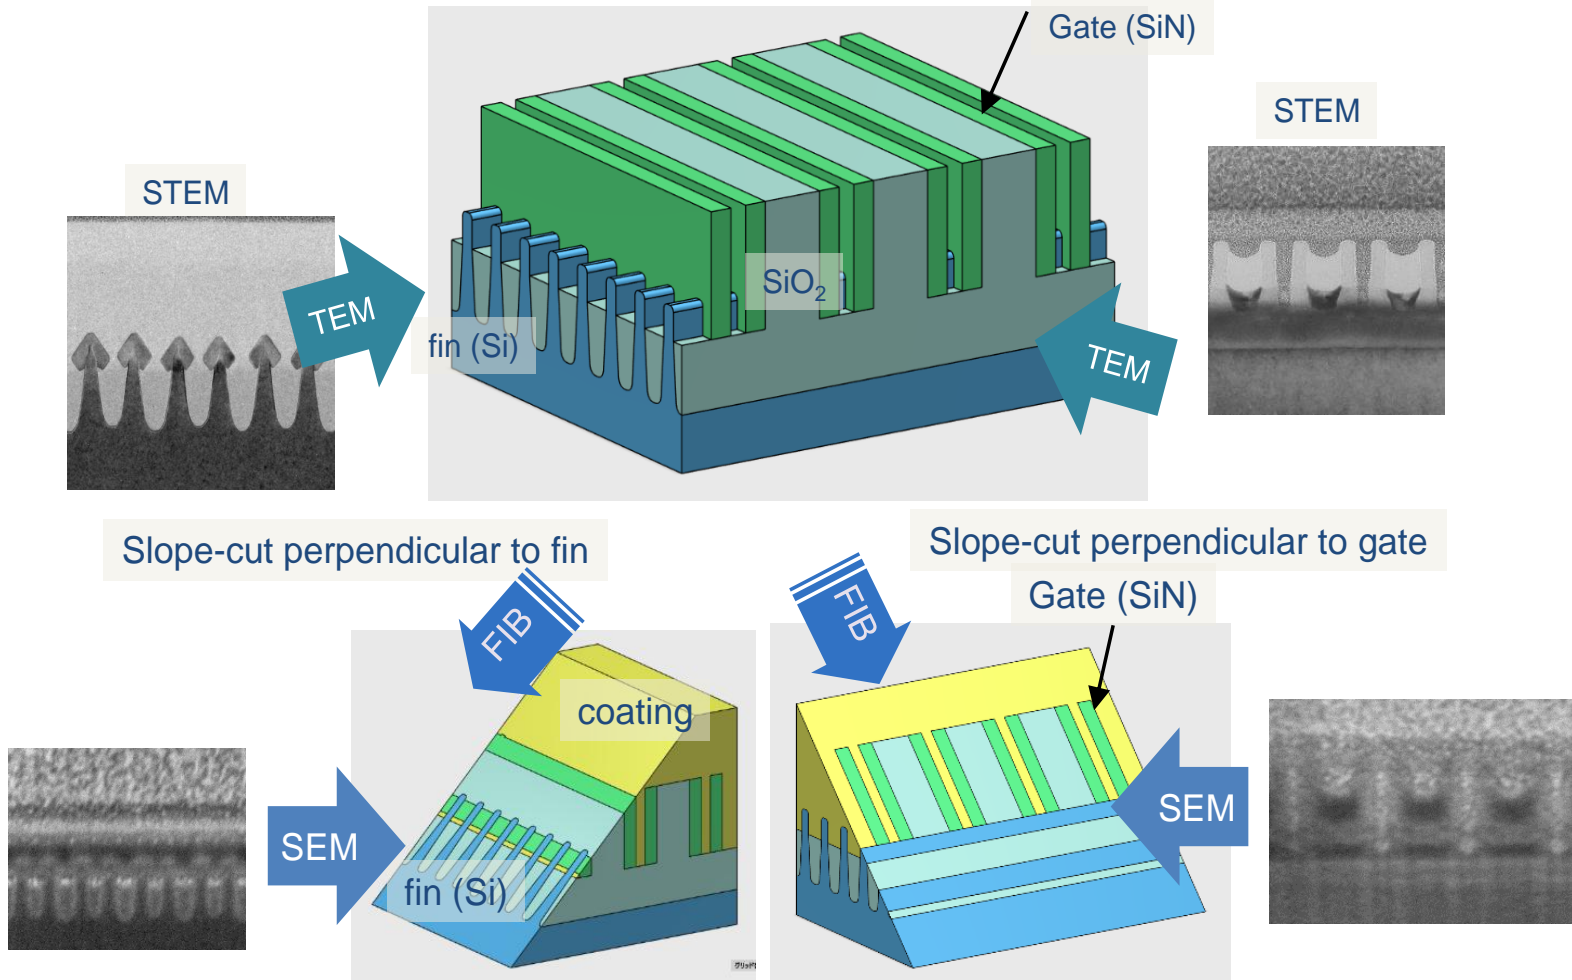 Gate (SiN)
STEM
STEM
TEM
SiO2
fin (Si)
TEM
Slope-cut perpendicular to fin
Slope-cut perpendicular to gate
FIB
FIB
Gate (SiN)
coating
SEM
SEM
fin (Si)